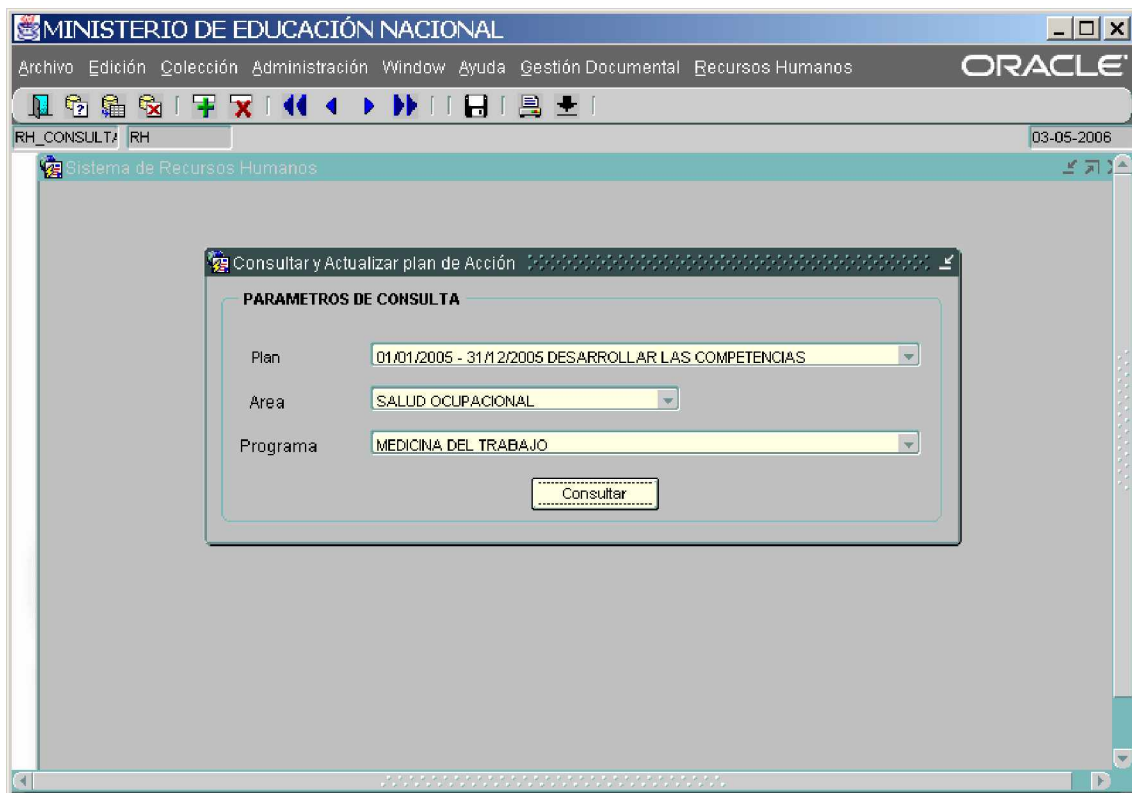 MINISTERIO DE EDUCACIÓN NACIONAL
Archivo Edición Colección Administración Window Ayuda Gestión Documental Recursos Humanos ORACLE
RH_CONSULTA RH 03-05-2006
Sistema de Recursos Humanos
Consultar y Actualizar plan de Acción
PARAMETROS DE CONSULTA
Plan 01/01/2005 - 31/12/2005 DESARROLLAR LAS COMPETENCIAS
Area SALUD OCUPACIONAL
Programa MEDICINA DEL TRABAJO
Consultar